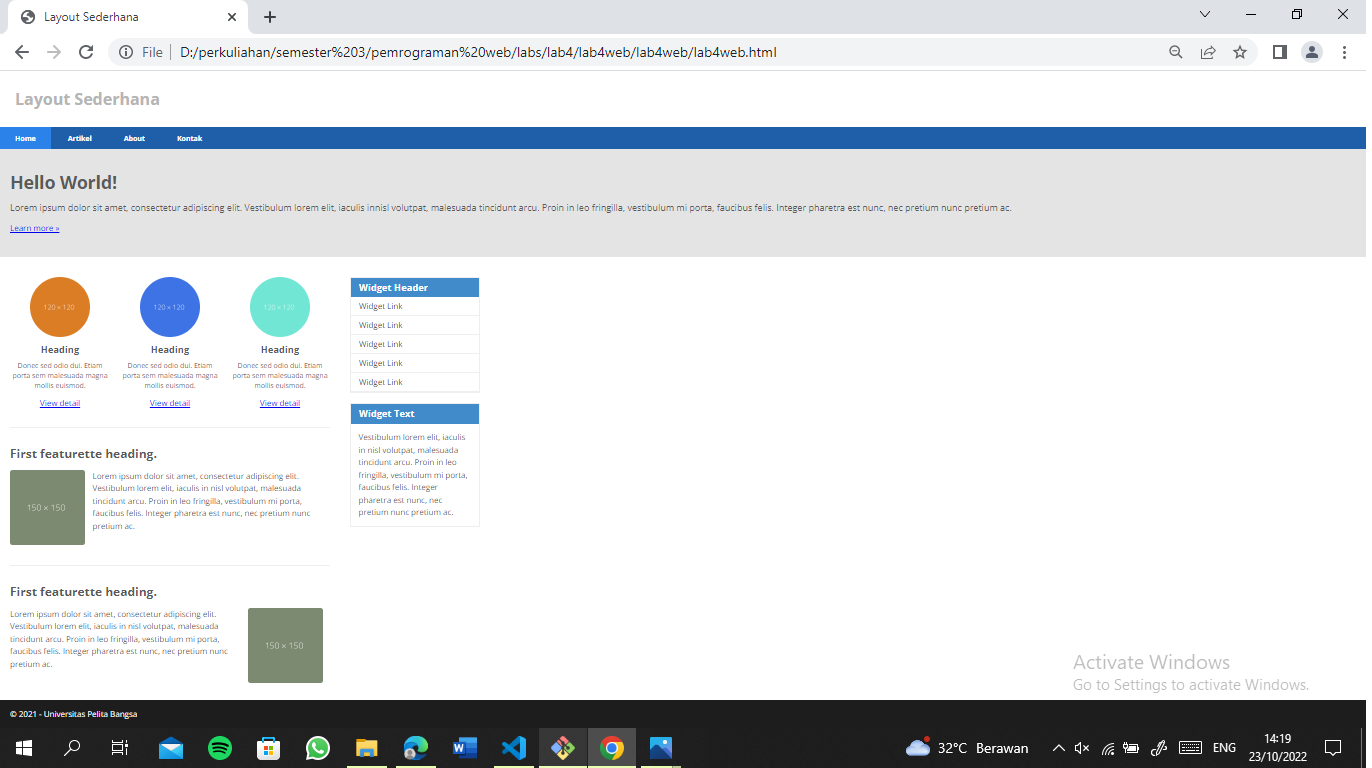 Layout Sederhana
File
D:/perkuliahan/semester%203/pemrograman%20web/labs/lab4/lab4web/lab4web/lab4web.html
Layout Sederhana
Home Artikel About Kontak
Hello World!
Lorem ipsum dolor sit amet, consectetur adipiscing elit. Vestibulum lorem elit, iaculis innisl volutpat, malesuada tincidunt arcu. Proin in leo fringilla, vestibulum mi porta, faucibus felis. Integer pharetra est nunc, nec pretium nunc pretium ac.
Learn more »
120 × 120
Heading
Donec sed odio dui. Etiam
porta sem malesuada magna
mollis euismod.
View detail
120 × 120
Heading
Donec sed odio dui. Etiam
porta sem malesuada magna
mollis euismod.
View detail
120 × 120
Heading
Donec sed odio dui. Etiam
porta sem malesuada magna
mollis euismod.
View detail
First featurette heading.
150 × 150
Lorem ipsum dolor sit amet, consectetur adipiscing elit.
Vestibulum lorem elit, iaculis in nisl volutpat, malesuada
tincidunt arcu. Proin in leo fringilla, vestibulum mi porta,
faucibus felis. Integer pharetra est nunc, nec pretium nunc
pretium ac.
First featurette heading.
Lorem ipsum dolor sit amet, consectetur adipiscing elit.
Vestibulum lorem elit, iaculis in nisl volutpat, malesuada
tincidunt arcu. Proin in leo fringilla, vestibulum mi porta,
faucibus felis. Integer pharetra est nunc, nec pretium nunc
pretium ac.
150 × 150
Widget Header
Widget Link
Widget Link
Widget Link
Widget Link
Widget Link
Widget Text
Vestibulum lorem elit, iaculis
in nisl volutpat, malesuada
tincidunt arcu. Proin in leo
fringilla, vestibulum mi porta,
faucibus felis. Integer
pharetra est nunc, nec
pretium nunc pretium ac.
Activate Windows
Go to Settings to activate Windows.
© 2021 - Universitas Pelita Bangsa
32°C Berawan
ENG
14:19
23/10/2022